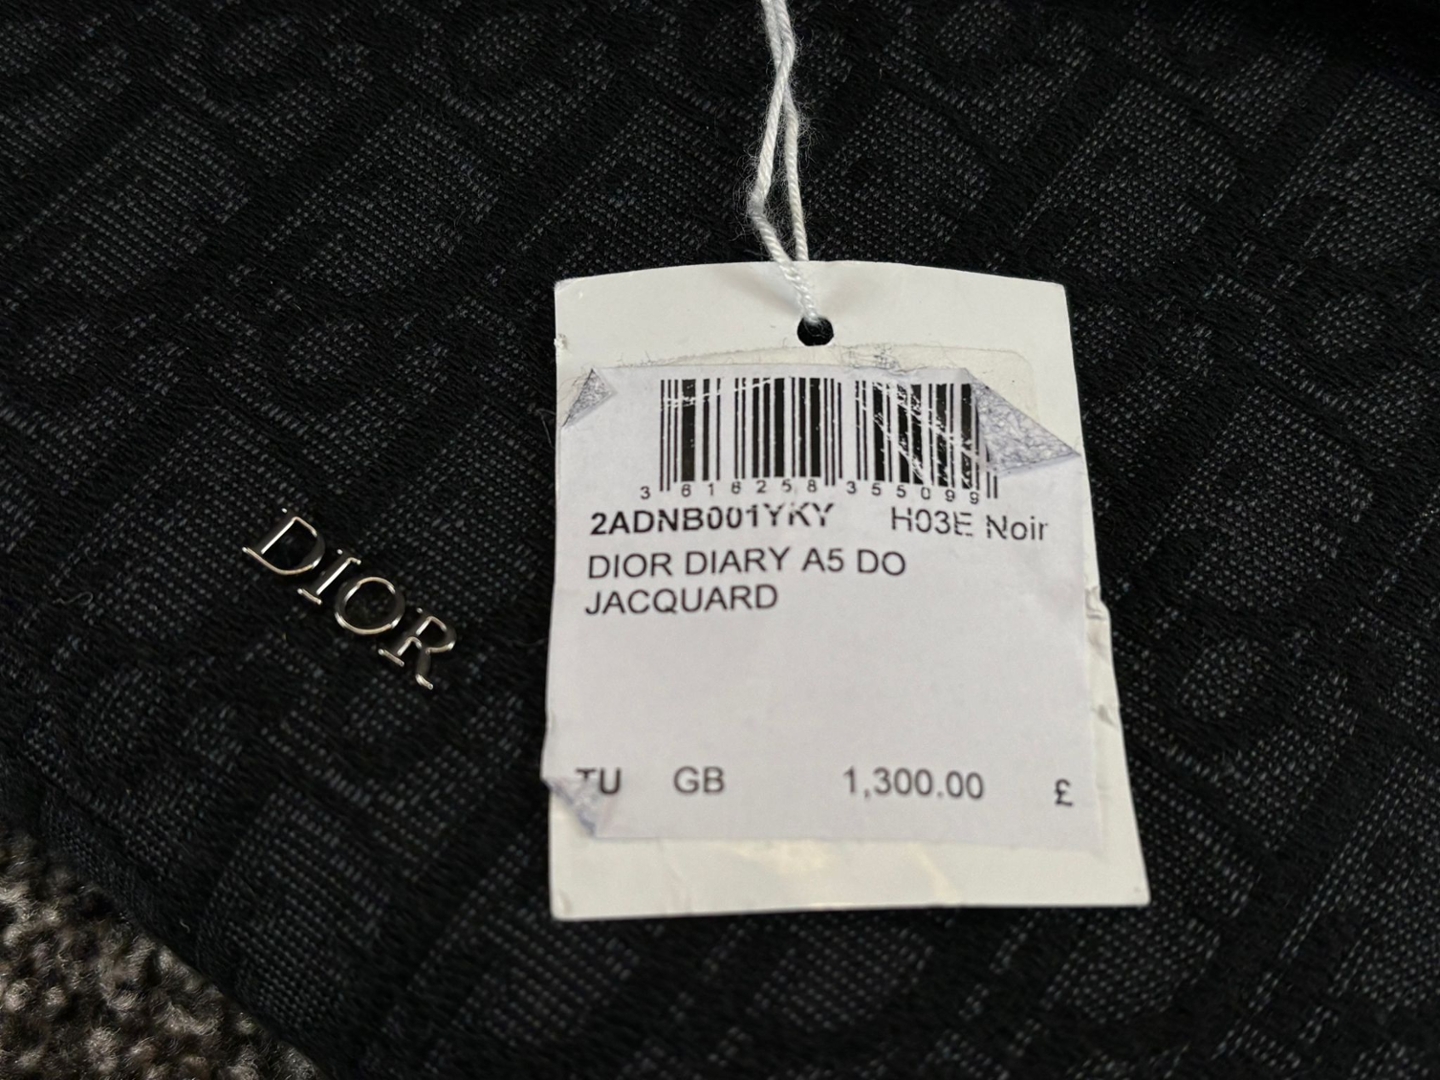 DIOR
3 616258 355099
2ADNB001YKY H03E Noir
DIOR DIARY A5 DO
JACQUARD
TU GB 1,300.00 £